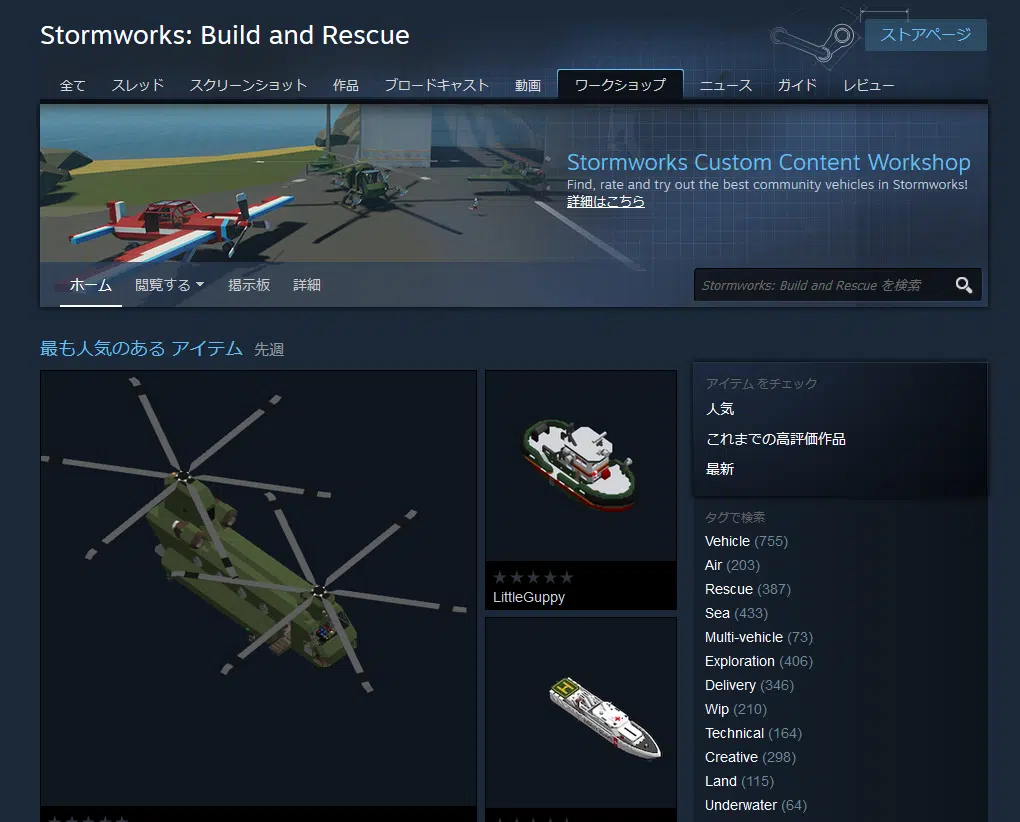 Stormworks: Build and Rescue
ストアページ
全て スレッド スクリーンショット 作品 ブロードキャスト 動画 ワークショップ ニュース ガイド レビュー
Stormworks Custom Content Workshop
Find, rate and try out the best community vehicles in Stormworks!
詳細はこちら
ホーム 閲覧する 掲示板 詳細
Stormworks: Build and Rescue を検索
最も人気のある アイテム 先週
LittleGuppy
アイテム をチェック
人気
これまでの高評価作品
最新
タグで検索
Vehicle (755)
Air (203)
Rescue (387)
Sea (433)
Multi-vehicle (73)
Exploration (406)
Delivery (346)
Wip (210)
Technical (164)
Creative (298)
Land (115)
Underwater (64)